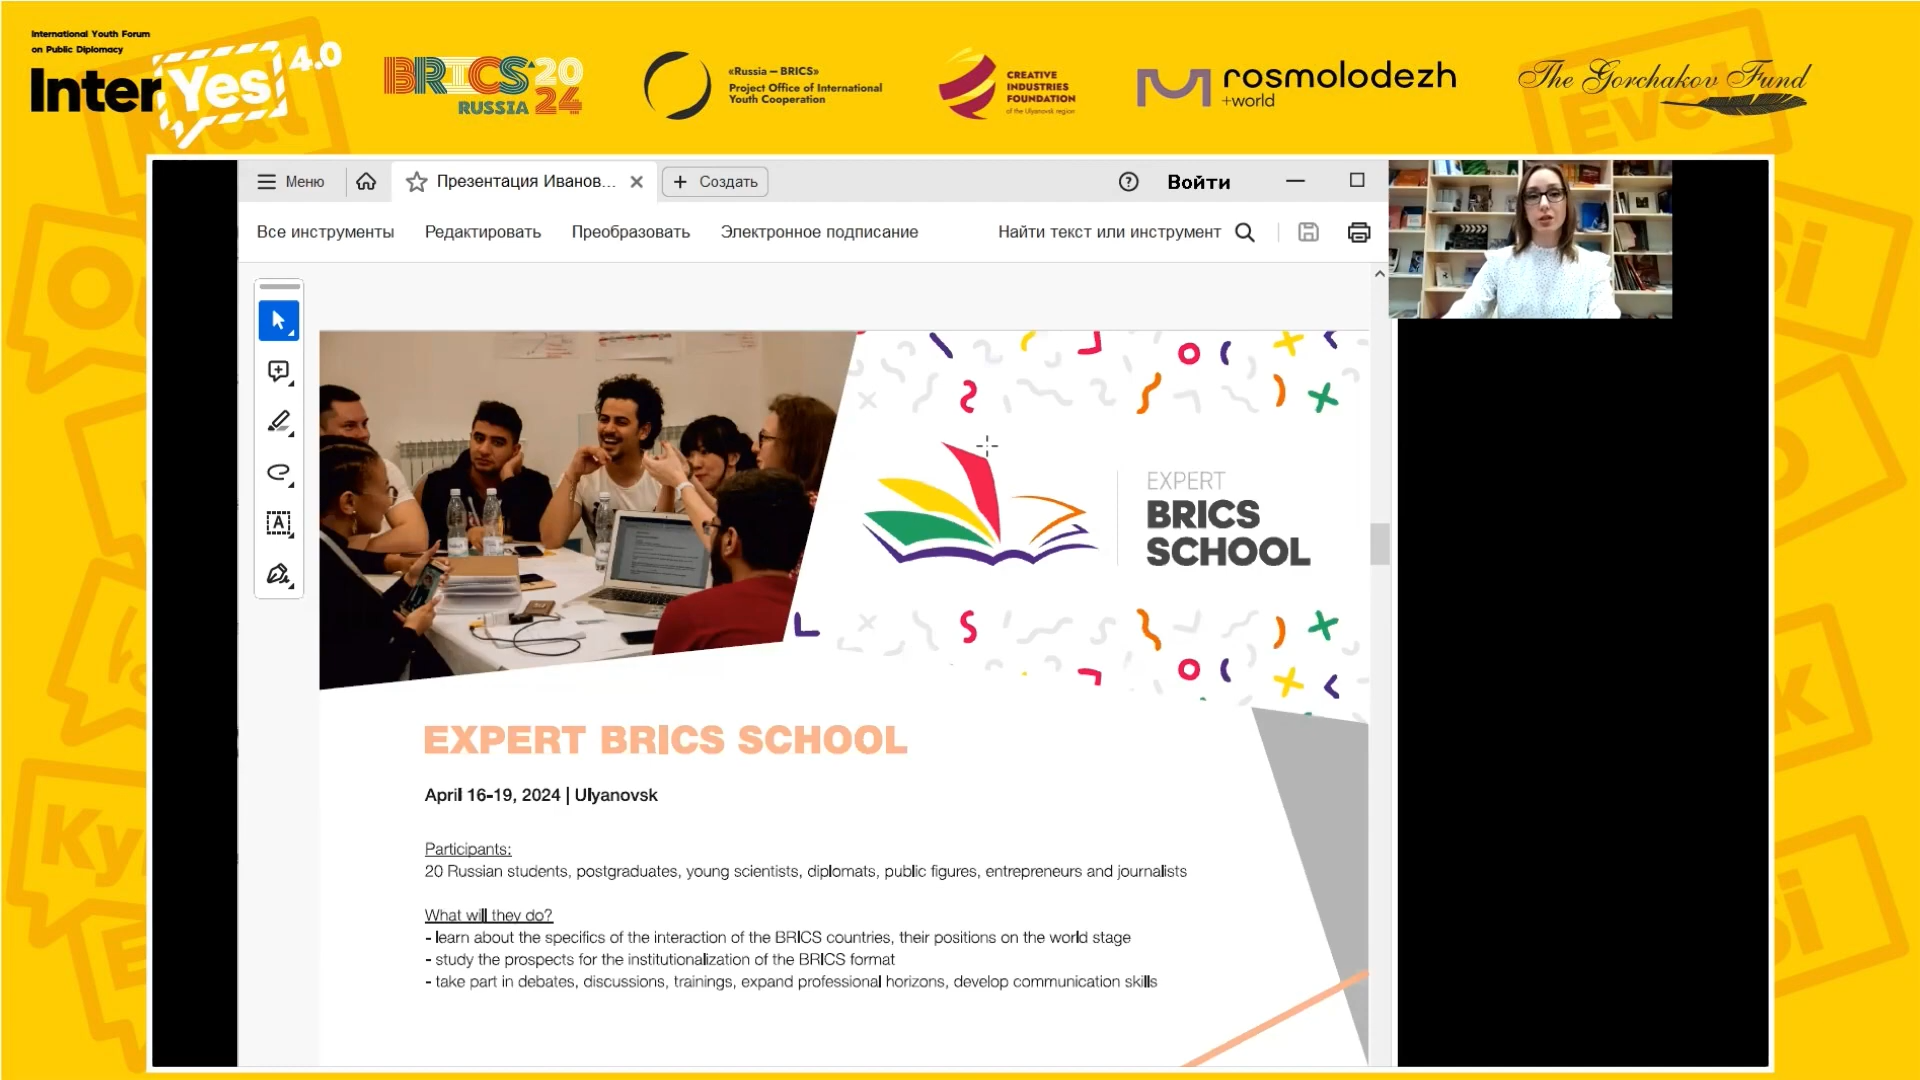 International Youth Forum
on Public Diplomacy
InterYes 4.0
BRICS 2024
RUSSIA
«Russia – BRICS»
Project Office of International
Youth Cooperation
CREATIVE
INDUSTRIES
FOUNDATION
of the Ulyanovsk region
rosmolodezh
+world
The Gorchakov Fund
Меню
Презентация Иванов...
Создать
Войти
Все инструменты
Редактировать
Преобразовать
Электронное подписание
Найти текст или инструмент
EXPERT
BRICS
SCHOOL
EXPERT BRICS SCHOOL
April 16-19, 2024 | Ulyanovsk
Participants:
20 Russian students, postgraduates, young scientists, diplomats, public figures, entrepreneurs and journalists
What will they do?
- learn about the specifics of the interaction of the BRICS countries, their positions on the world stage
- study the prospects for the institutionalization of the BRICS format
- take part in debates, discussions, trainings, expand professional horizons, develop communication skills